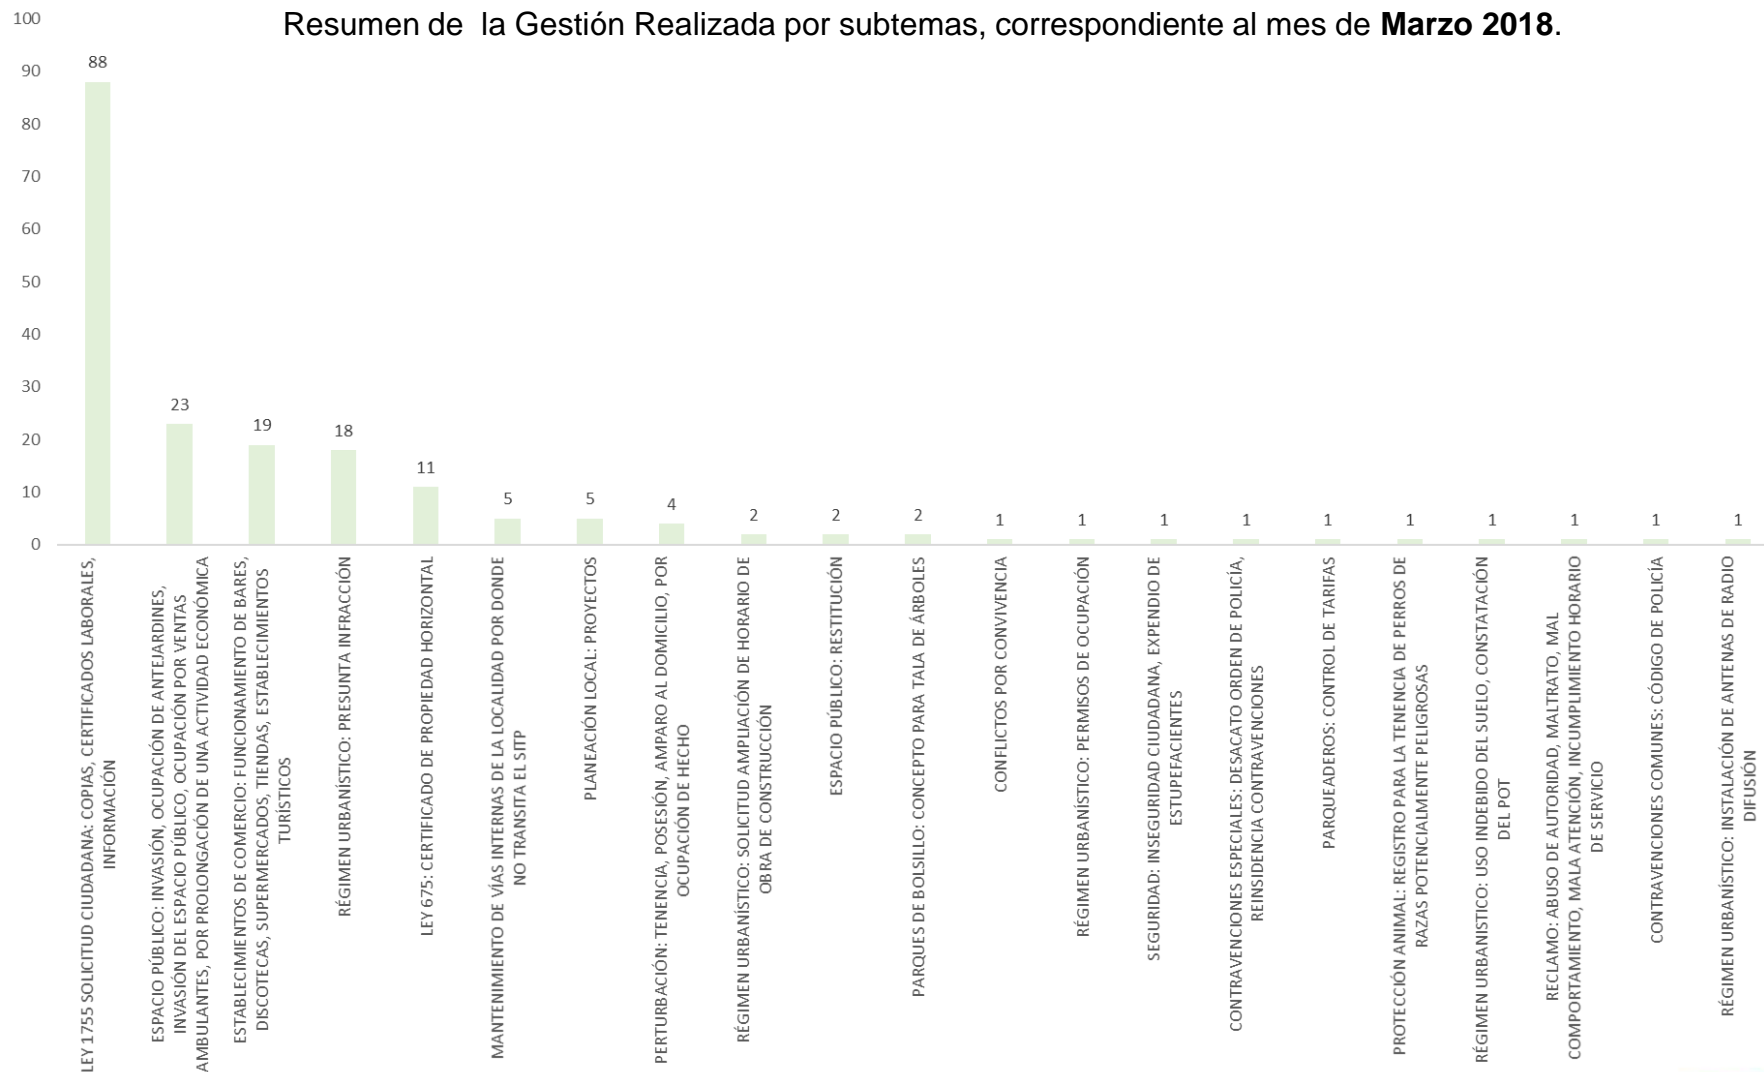 Resumen de  la Gestión Realizada por subtemas, correspondiente al mes de Marzo 2018.
100
90
80
70
60
50
40
30
20
10
0
88
23
19
18
11
5
5
4
2
2
2
1
1
1
1
1
1
1
1
1
1
LEY 1755 SOLICITUD CIUDADANA: COPIAS, CERTIFICADOS LABORALES,
INFORMACIÓN
ESPACIO PÚBLICO: INVASIÓN, OCUPACIÓN DE ANTEJARDINES,
INVASIÓN DEL ESPACIO PÚBLICO, OCUPACIÓN POR VENTAS
AMBULANTES, POR PROLONGACIÓN DE UNA ACTIVIDAD ECONÓMICA
ESTABLECIMIENTOS DE COMERCIO: FUNCIONAMIENTO DE BARES,
DISCOTECAS, SUPERMERCADOS, TIENDAS, ESTABLECIMIENTOS
TURÍSTICOS
RÉGIMEN URBANÍSTICO: PRESUNTA INFRACCIÓN
LEY 675: CERTIFICADO DE PROPIEDAD HORIZONTAL
MANTENIMIENTO DE VÍAS INTERNAS DE LA LOCALIDAD POR DONDE
NO TRANSITA EL SITP
PLANEACIÓN LOCAL: PROYECTOS
PERTURBACIÓN: TENENCIA, POSESIÓN, AMPARO AL DOMICILIO, POR
OCUPACIÓN DE HECHO
RÉGIMEN URBANÍSTICO: SOLICITUD AMPLIACIÓN DE HORARIO DE
OBRA DE CONSTRUCCIÓN
ESPACIO PÚBLICO: RESTITUCIÓN
PARQUES DE BOLSILLO: CONCEPTO PARA TALA DE ÁRBOLES
CONFLICTOS POR CONVIVENCIA
RÉGIMEN URBANÍSTICO: PERMISOS DE OCUPACIÓN
SEGURIDAD: INSEGURIDAD CIUDADANA, EXPENDIO DE
ESTUPEFACIENTES
CONTRAVENCIONES ESPECIALES: DESACATO ORDEN DE POLICÍA,
REINSIDENCIA CONTRAVENCIONES
PARQUEADEROS: CONTROL DE TARIFAS
PROTECCIÓN ANIMAL: REGISTRO PARA LA TENENCIA DE PERROS DE
RAZAS POTENCIALMENTE PELIGROSAS
RÉGIMEN URBANISTICO: USO INDEBIDO DEL SUELO, CONSTATACIÓN
DEL POT
RECLAMO: ABUSO DE AUTORIDAD, MALTRATO, MAL
COMPORTAMIENTO, MALA ATENCIÓN, INCUMPLIMIENTO HORARIO
DE SERVICIO
CONTRAVENCIONES COMUNES: CÓDIGO DE POLICÍA
RÉGIMEN URBANÍSTICO: INSTALACIÓN DE ANTENAS DE RADIO
DIFUSIÓN